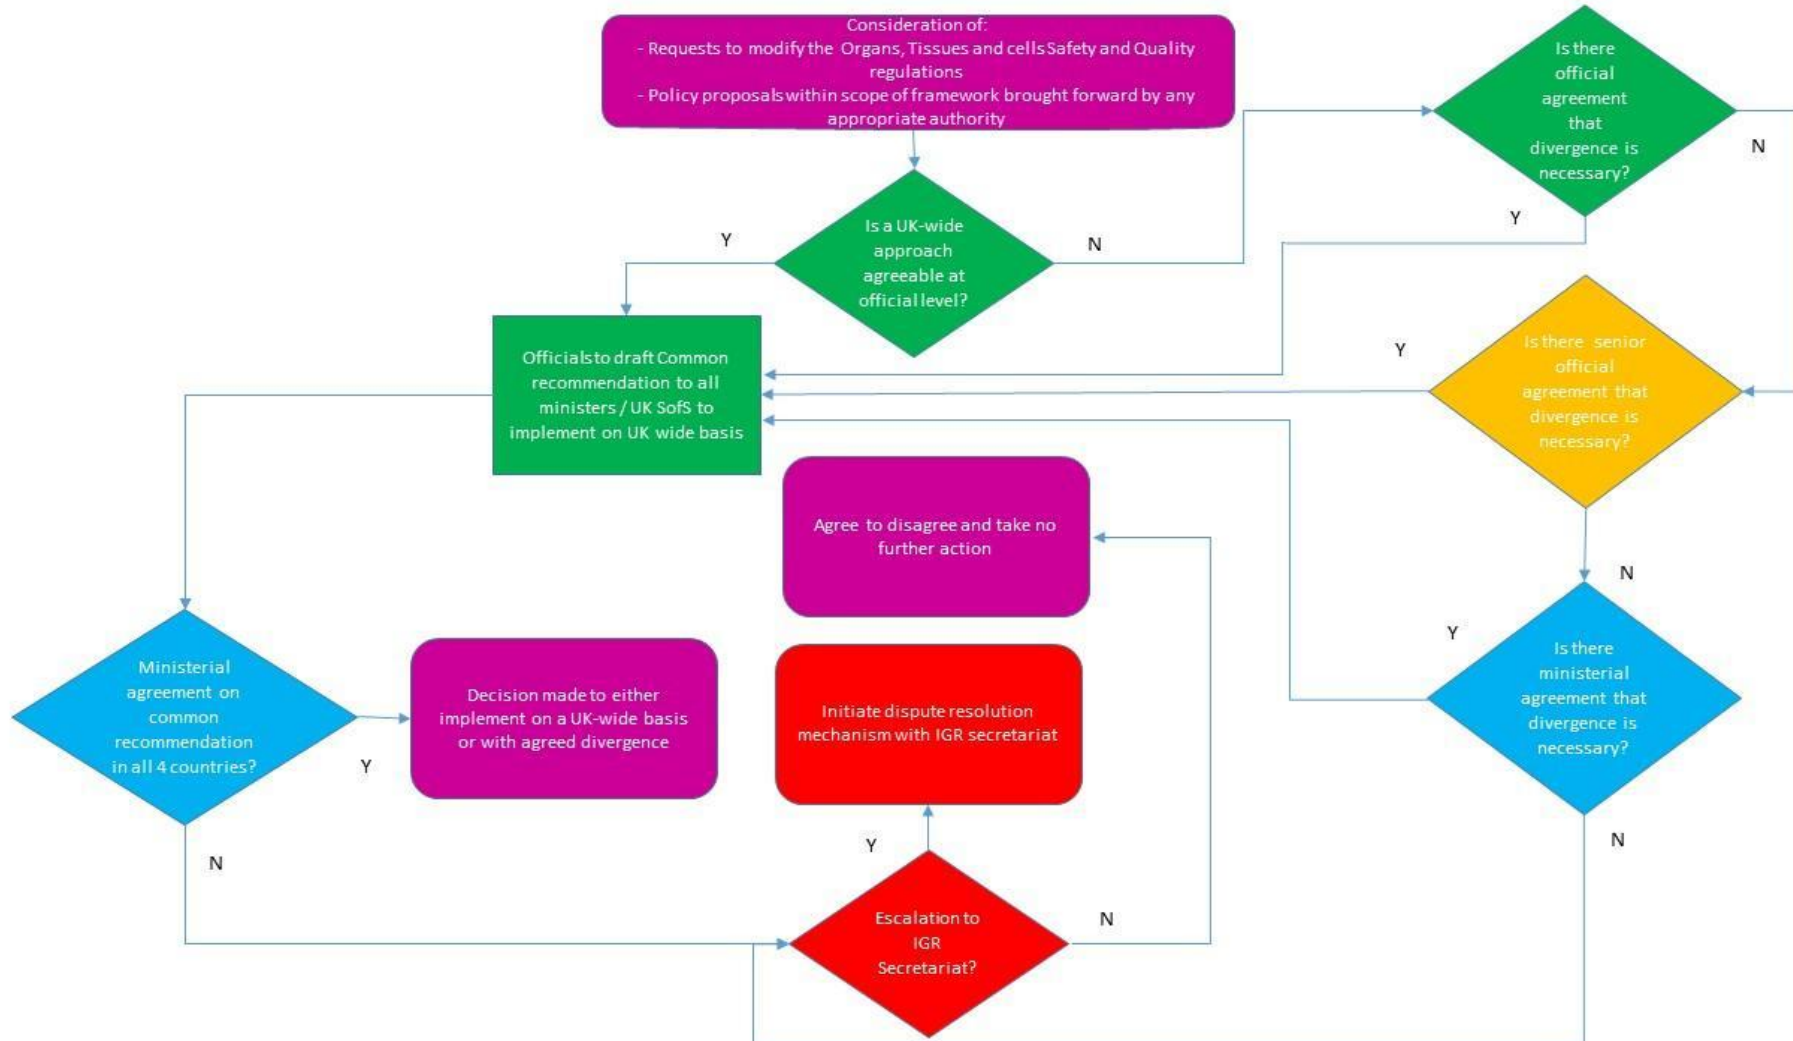 Consideration of:
- Requests to modify the Organs, Tissues and cells Safety and Quality
regulations
- Policy proposals within scope of framework brought forward by any
appropriate authority
Is there
official
agreement
that
divergence is
necessary?
N
Y
Is a UK-wide
approach
agreeable at
official level?
Y
N
Officials to draft Common
recommendation to all
ministers / UK SofS to
implement on UK wide basis
Is there senior
official
agreement that
divergence is
necessary?
Y
N
Agree to disagree and take no
further action
Is there
ministerial
agreement that
divergence is
necessary?
Y
N
Ministerial
agreement on
common
recommendation
in all 4 countries?
Y
N
Decision made to either
implement on a UK-wide basis
or with agreed divergence
Initiate dispute resolution
mechanism with IGR secretariat
Y
Escalation to
IGR
Secretariat?
N